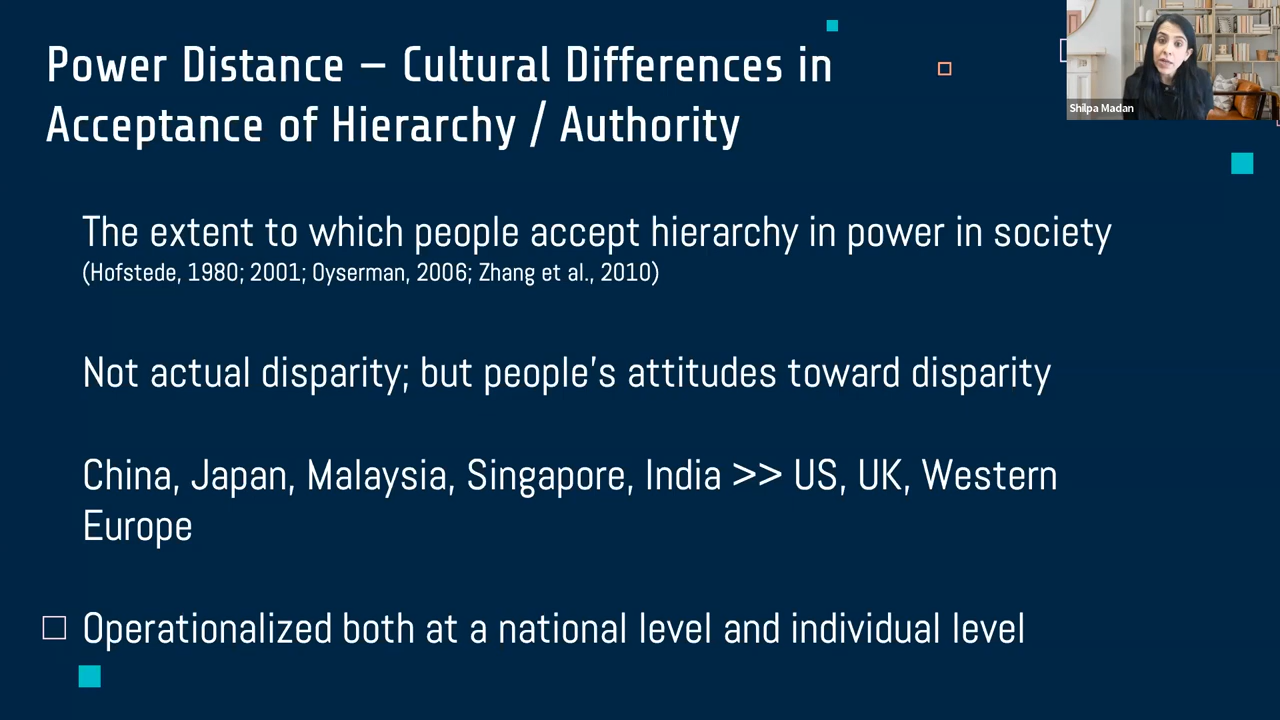 Power Distance – Cultural Differences in
Acceptance of Hierarchy / Authority
Shilpa Madan
The extent to which people accept hierarchy in power in society
(Hofstede, 1980; 2001; Oyserman, 2006; Zhang et al., 2010)
Not actual disparity; but people's attitudes toward disparity
China, Japan, Malaysia, Singapore, India >> US, UK, Western
Europe
Operationalized both at a national level and individual level